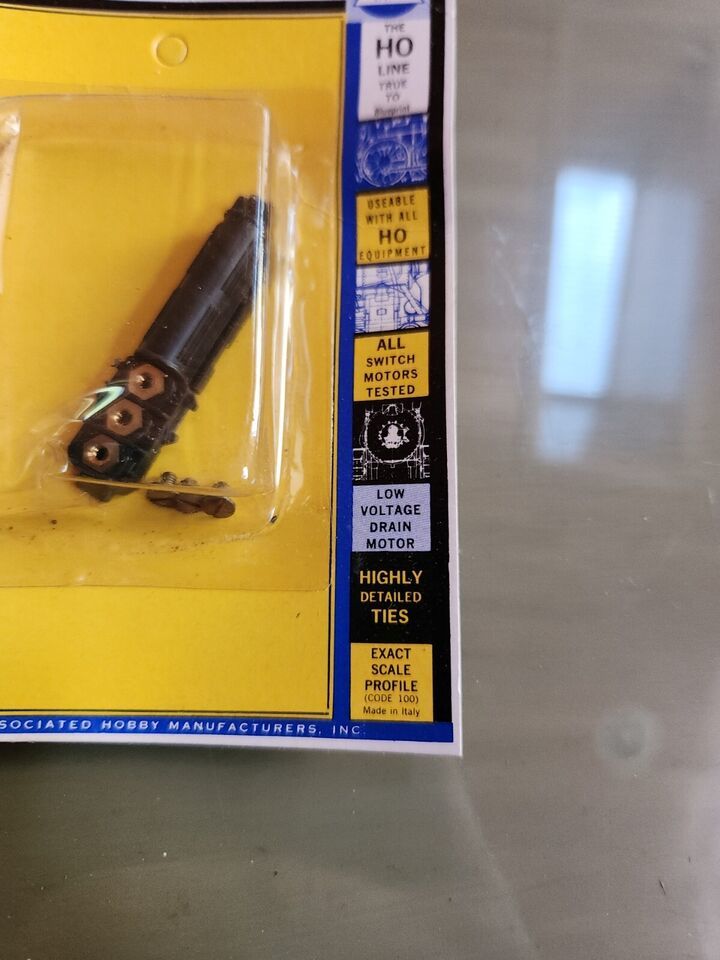 THE
HO
LINE
TRUE
TO
Blueprint
USEABLE
WITH ALL
HO
EQUIPMENT
ALL
SWITCH
MOTORS
TESTED
LOW
VOLTAGE
DRAIN
MOTOR
HIGHLY
DETAILED
TIES
EXACT
SCALE
PROFILE
(CODE 100)
Made in Italy
SOCIATED HOBBY MANUFACTURERS, INC.